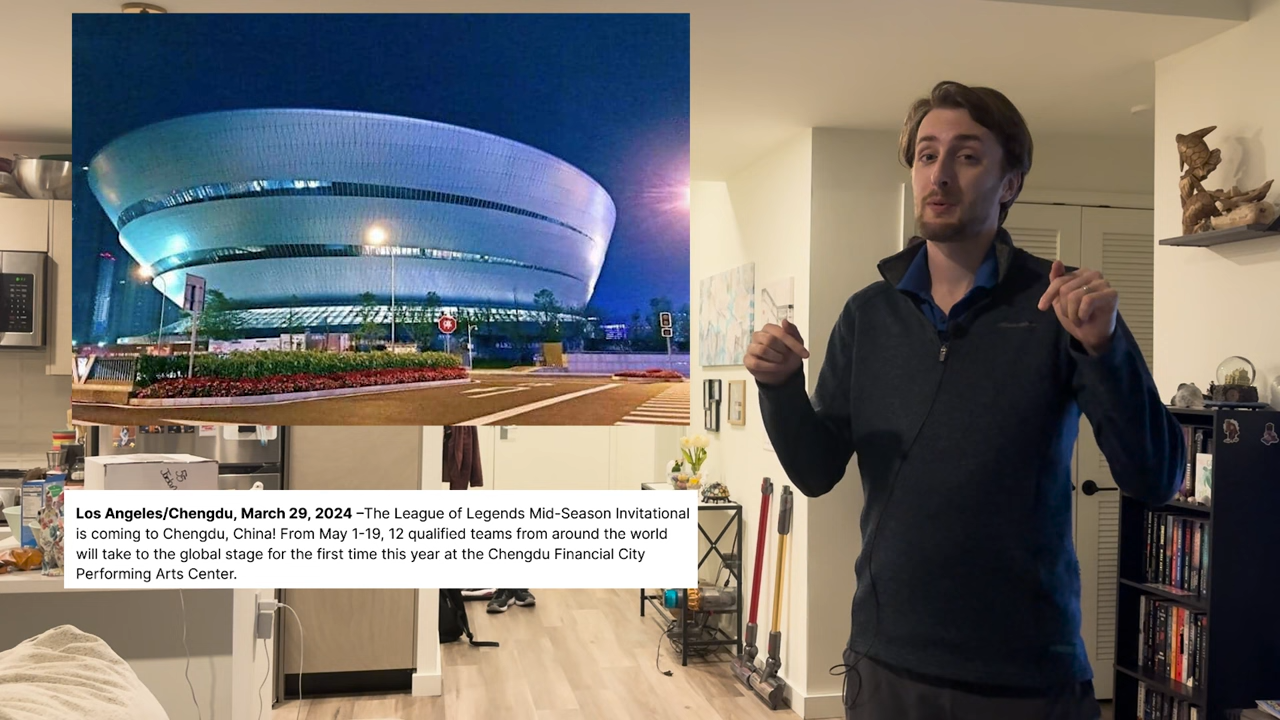 Los Angeles/Chengdu, March 29, 2024 –The League of Legends Mid-Season Invitational
is coming to Chengdu, China! From May 1-19, 12 qualified teams from around the world
will take to the global stage for the first time this year at the Chengdu Financial City
Performing Arts Center.